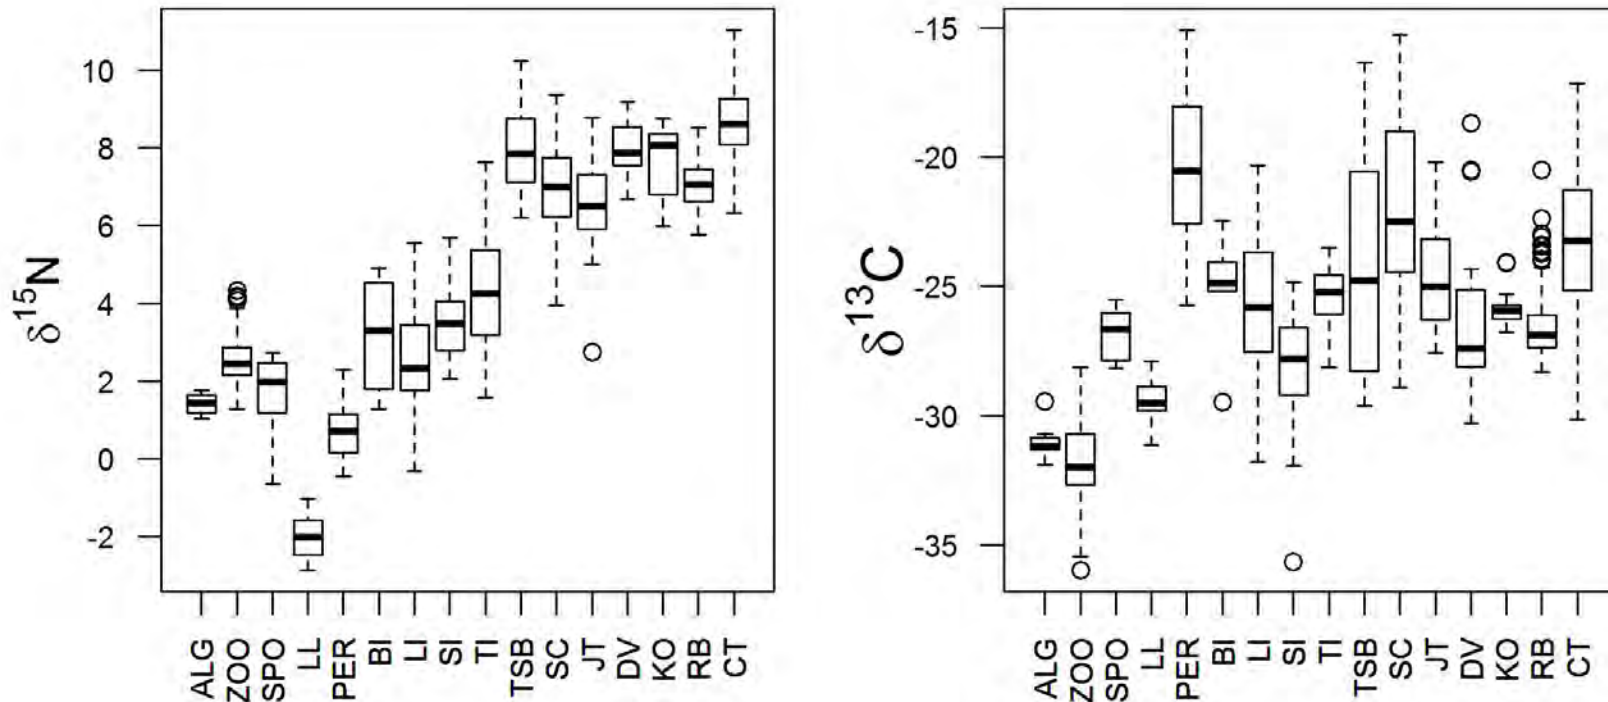 δ15N
10
8
6
4
2
0
-2
ALG
ZOO
SPO
LL
PER
BI
LI
SI
TI
TSB
SC
JT
DV
KO
RB
CT
δ13C
-15
-20
-25
-30
-35
ALG
ZOO
SPO
LL
PER
BI
LI
SI
TI
TSB
SC
JT
DV
KO
RB
CT